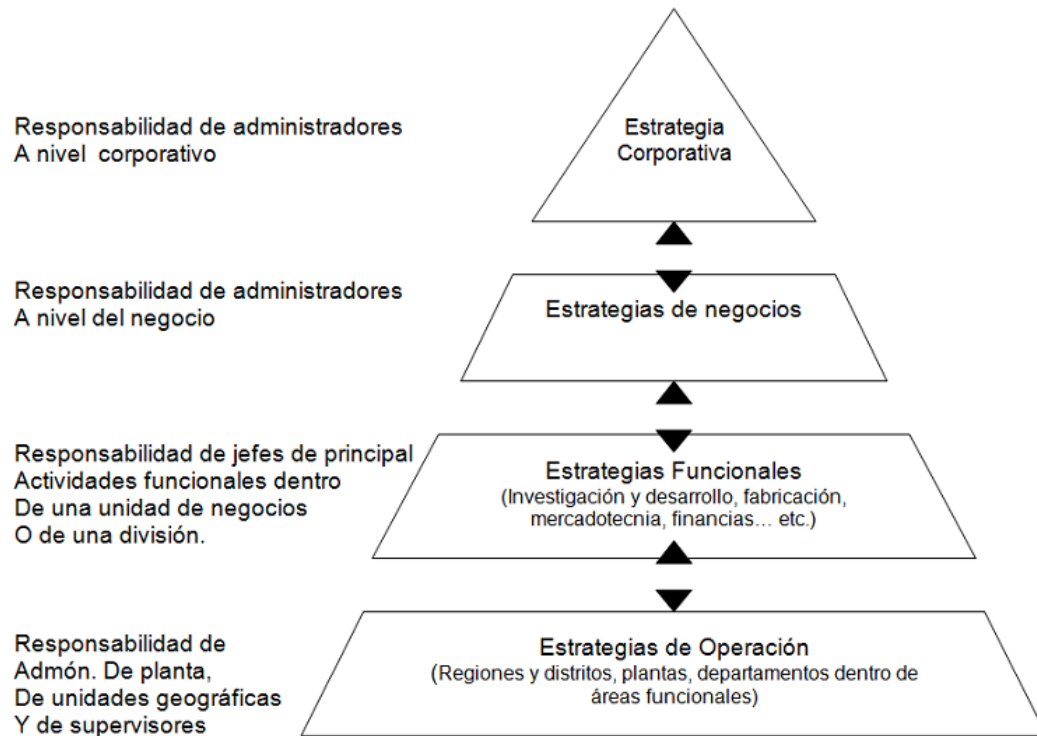 Responsabilidad de administradores
A nivel corporativo
Estrategia
Corporativa
Responsabilidad de administradores
A nivel del negocio
Estrategias de negocios
Responsabilidad de jefes de principal
Actividades funcionales dentro
De una unidad de negocios
O de una división.
Estrategias Funcionales
(Investigación y desarrollo, fabricación,
mercadotecnia, financias... etc.)
Responsabilidad de
Admón. De planta,
De unidades geográficas
Y de supervisores
Estrategias de Operación
(Regiones y distritos, plantas, departamentos dentro de
áreas funcionales)